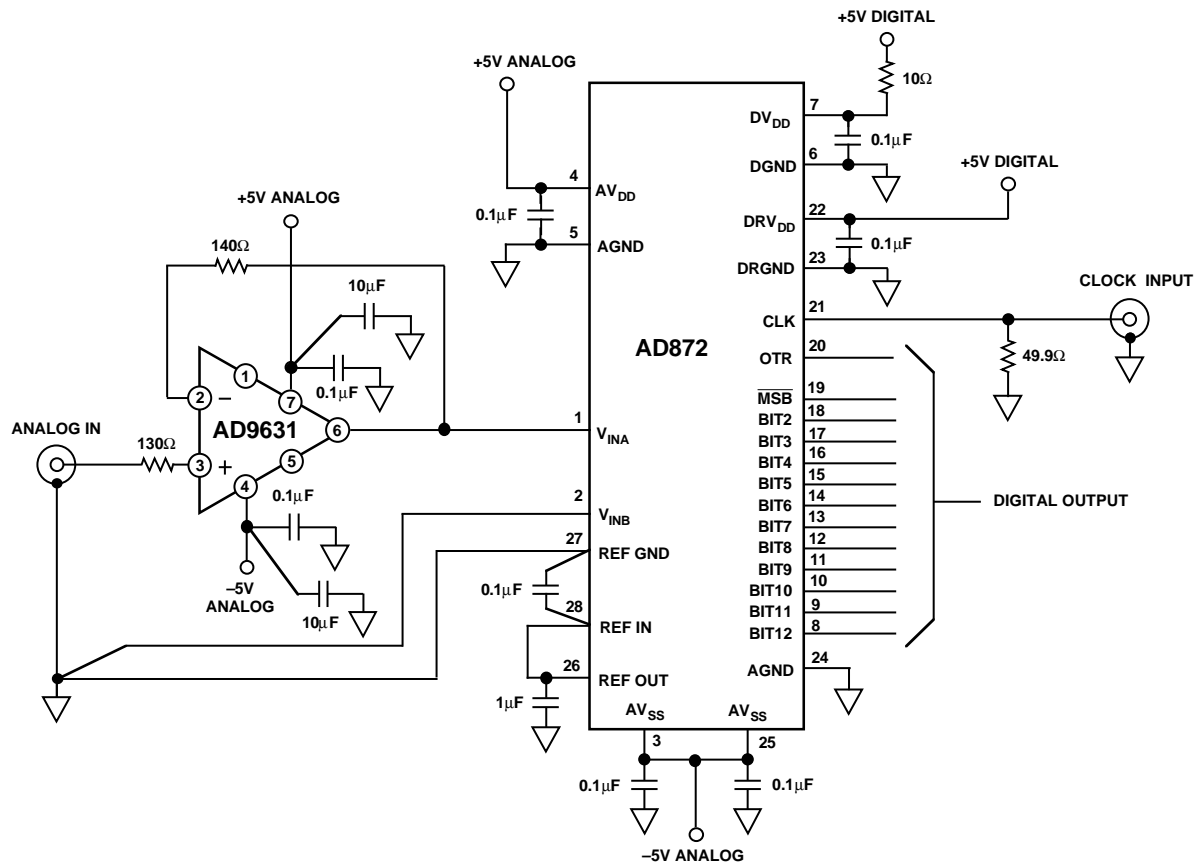 +5V DIGITAL
10Ω
+5V ANALOG
7
DVDD
0.1µF
6
DGND
+5V DIGITAL
4
AVDD
0.1µF
5
AGND
22
DRVDD
0.1µF
23
DRGND
+5V ANALOG
140Ω
10µF
0.1µF
CLOCK INPUT
21
CLK
49.9Ω
AD872
20
OTR
19
MSB
18
BIT2
17
BIT3
16
BIT4
15
BIT5
14
BIT6
13
BIT7
12
BIT8
11
BIT9
10
BIT10
9
BIT11
8
BIT12
DIGITAL OUTPUT
24
AGND
1
2
–
7
AD9631
6
ANALOG IN
130Ω
3
+
5
4
0.1µF
–5V
ANALOG
10µF
1
VINA
2
VINB
27
REF GND
0.1µF
28
REF IN
26
REF OUT
1µF
AVSS
AVSS
3
25
0.1µF
0.1µF
–5V ANALOG